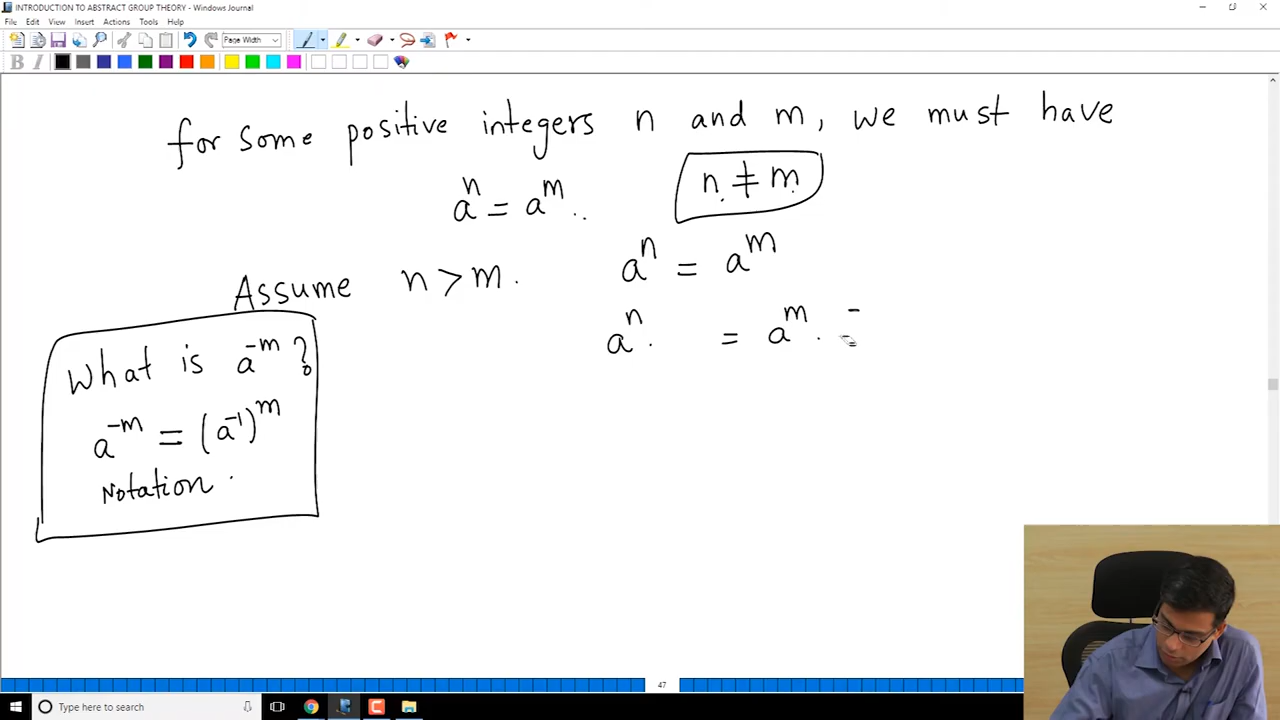 INTRODUCTION TO ABSTRACT GROUP THEORY - Windows Journal
File Edit View Insert Actions Tools Help
Page Width
B I
for some positive integers n and m, we must have
aⁿ = aᵐ..
n ≠ m
Assume n > m.
aⁿ = aᵐ
aⁿ. = aᵐ.
What is a⁻ᵐ?
a⁻ᵐ = (a⁻¹)ᵐ
Notation.
47
Type here to search